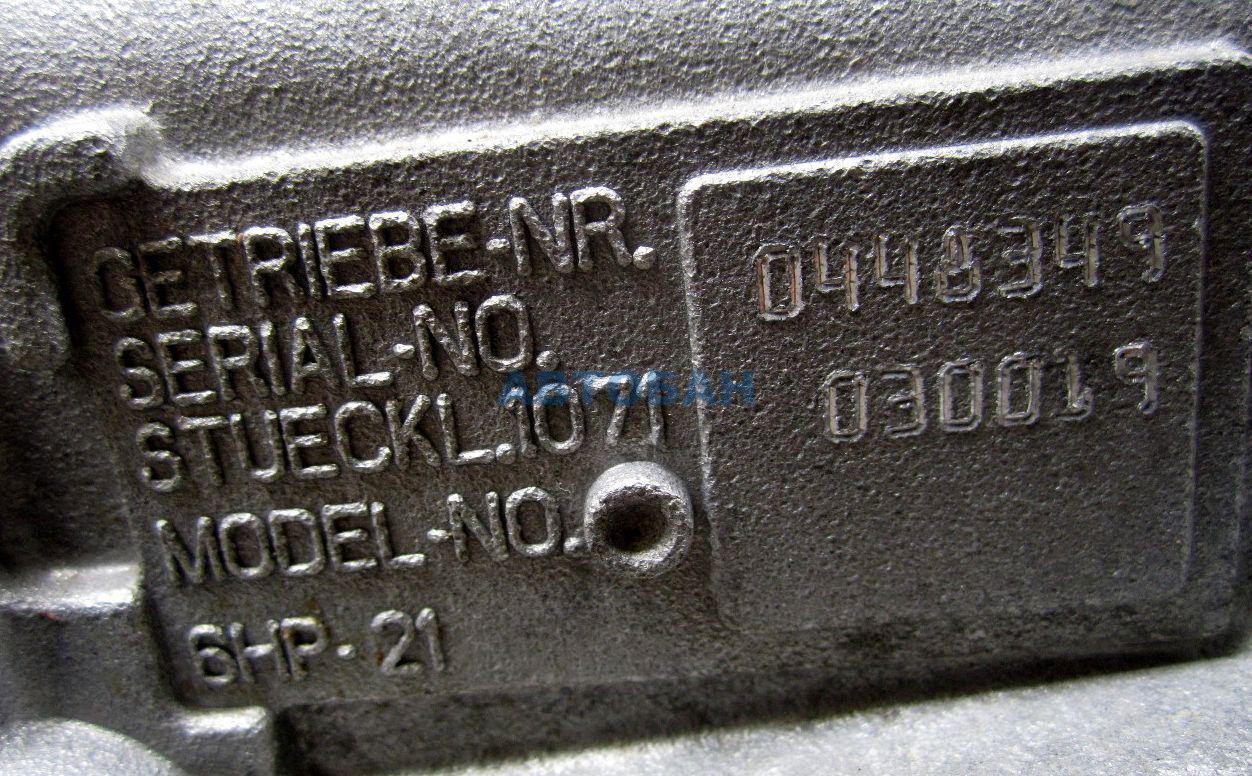 GETRIEBE-NR.
SERIAL-NO.
STUECKL.1071
MODEL-NO.
6HP-21
0448349
030019
АВТОБАН